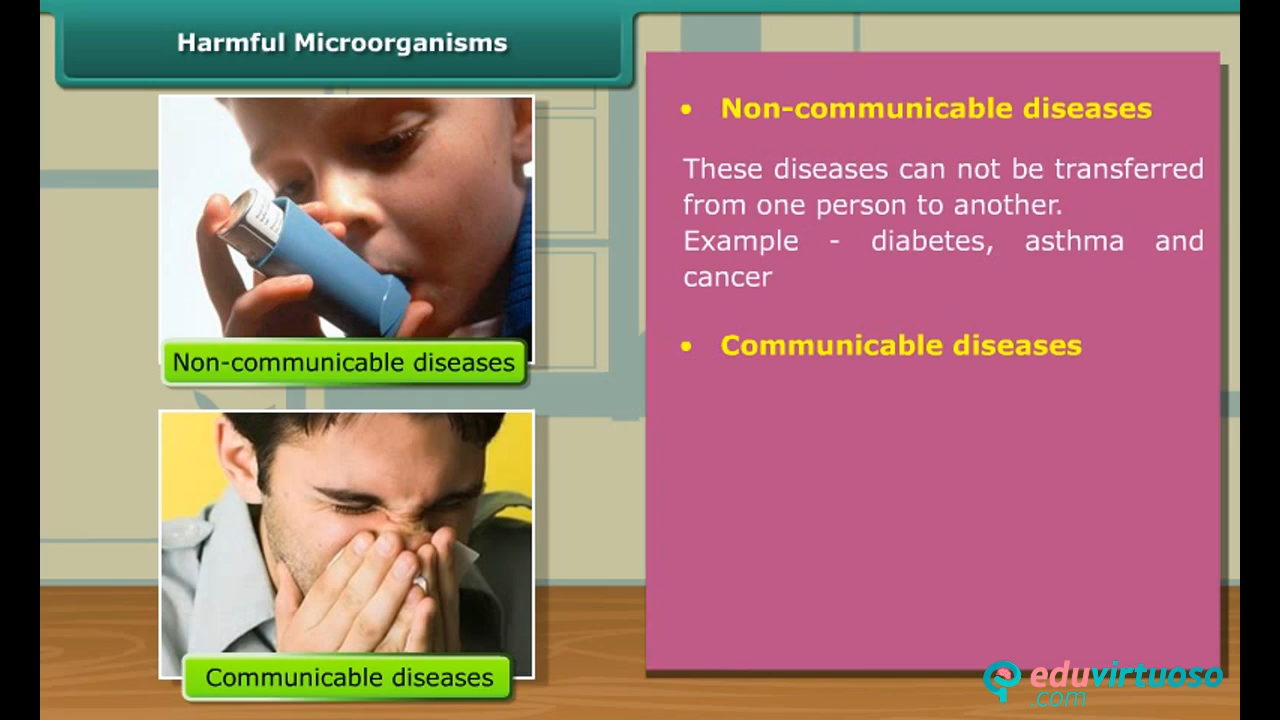 Harmful Microorganisms
Non-communicable diseases
Communicable diseases
• Non-communicable diseases
These diseases can not be transferred
from one person to another.
Example - diabetes, asthma and
cancer
• Communicable diseases
eduvirtuoso
.com